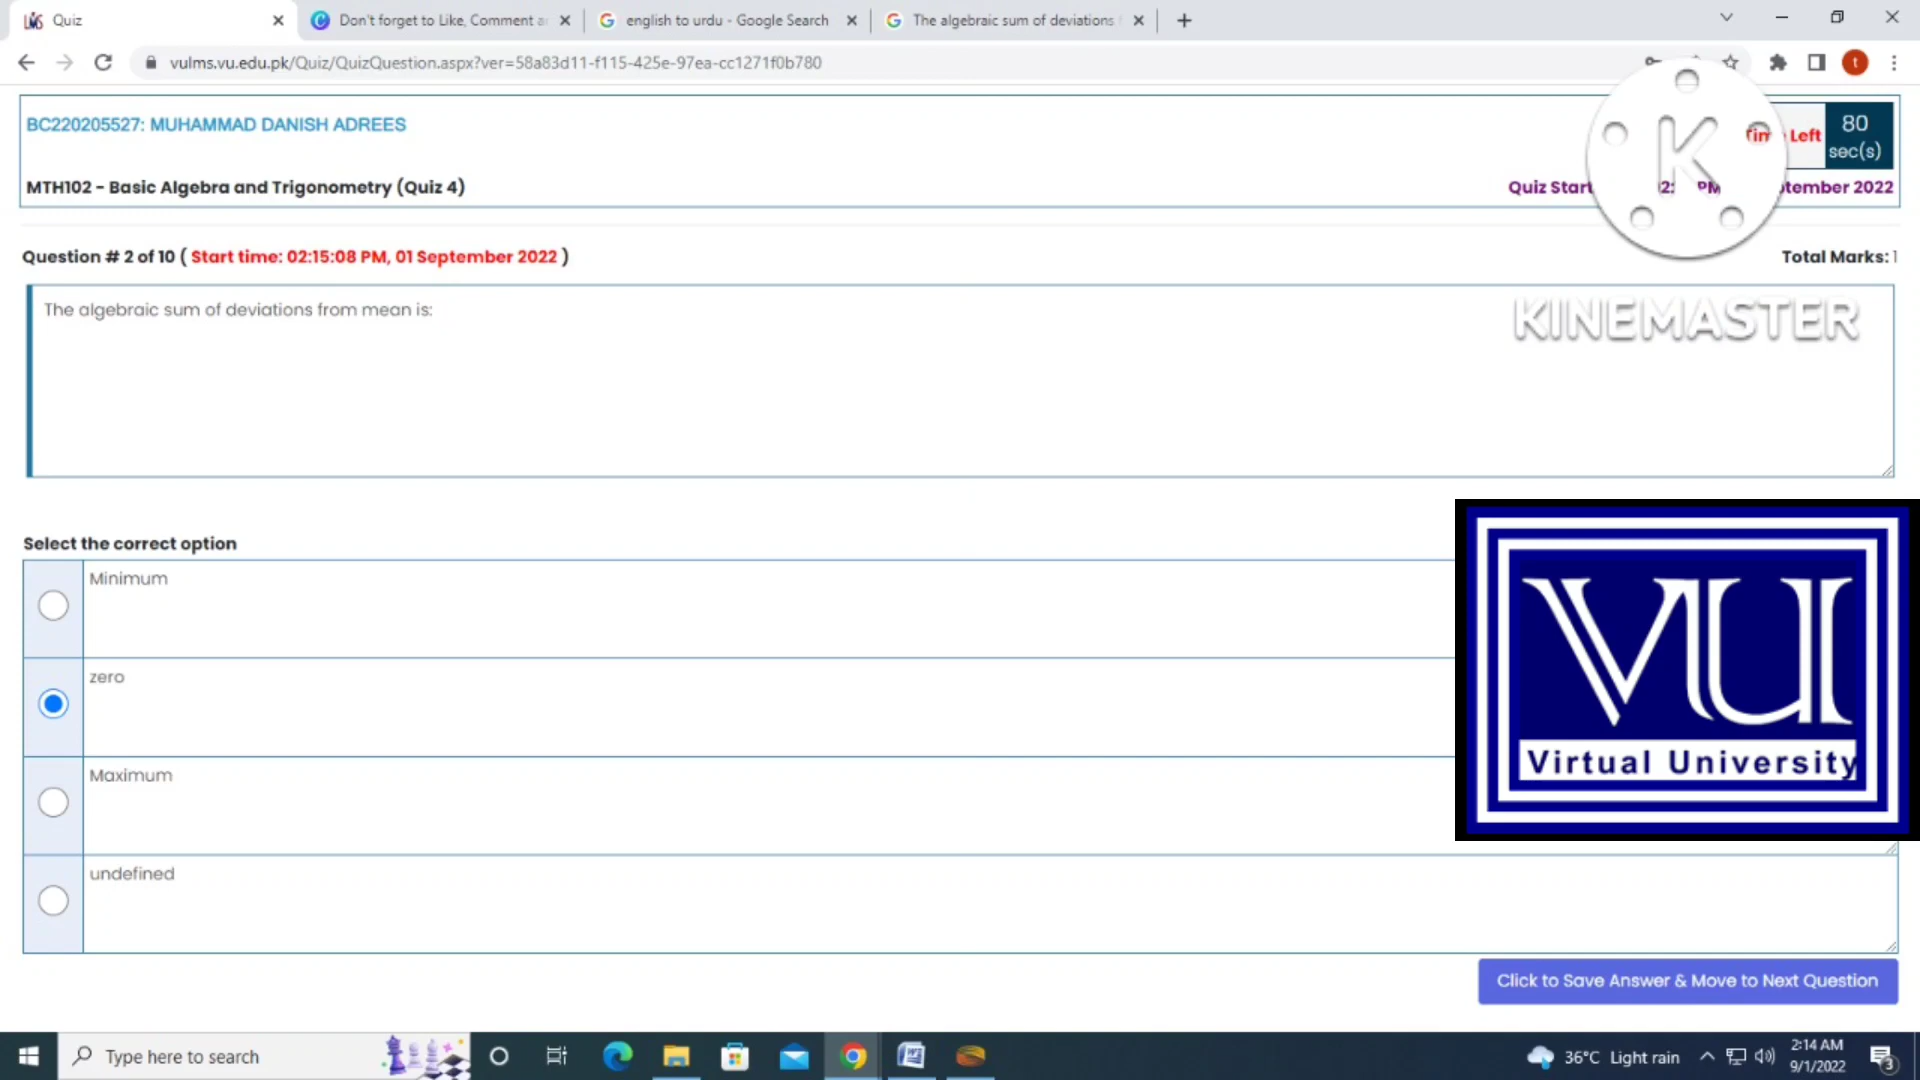 Quiz
Don't forget to Like, Comment a
english to urdu - Google Search
The algebraic sum of deviations
vulms.vu.edu.pk/Quiz/QuizQuestion.aspx?ver=58a83d11-f115-425e-97ea-cc1271f0b780
t
BC220205527: MUHAMMAD DANISH ADREES
Left
80
sec(s)
K
MTH102 - Basic Algebra and Trigonometry (Quiz 4)
Quiz Start 2: PM tember 2022
Question # 2 of 10 ( Start time: 02:15:08 PM, 01 September 2022 )
Total Marks: 1
The algebraic sum of deviations from mean is:
KINEMASTER
Select the correct option
Minimum
zero
Maximum
undefined
VU
Virtual University
Click to Save Answer & Move to Next Question
Type here to search
36°C Light rain
2:14 AM
9/1/2022
3